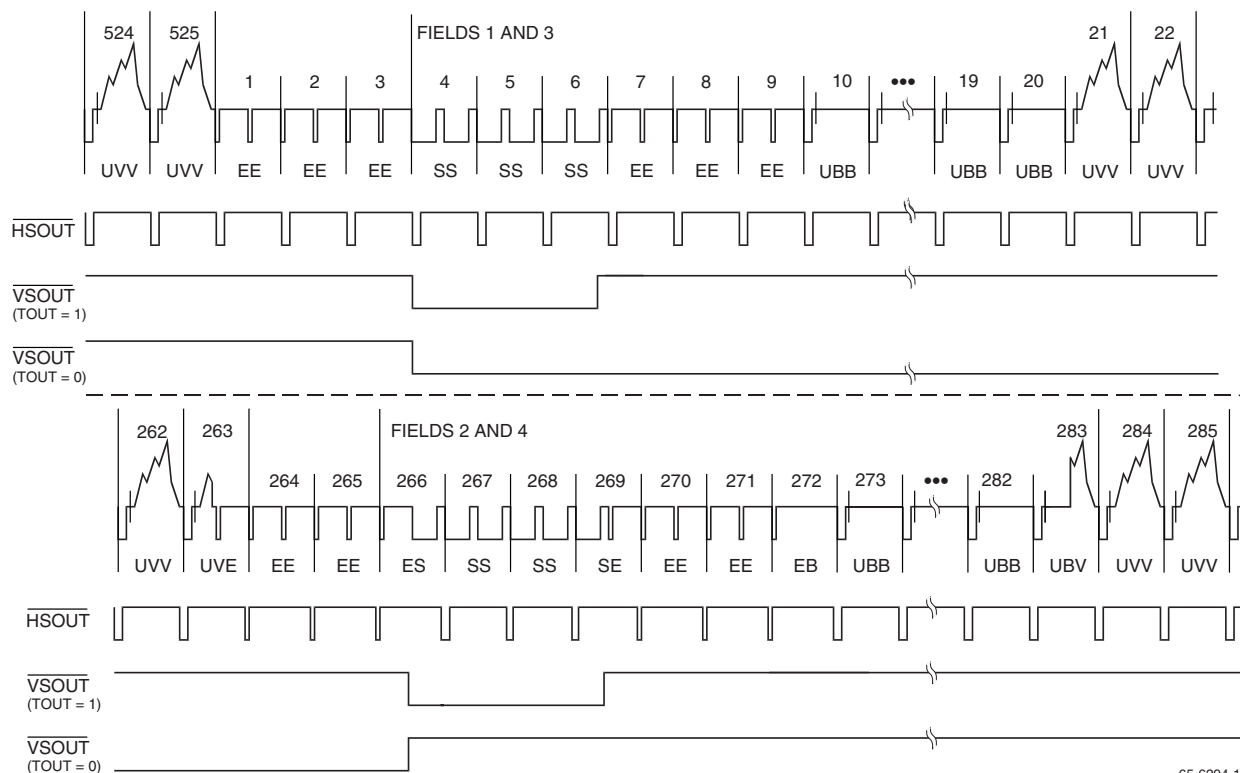 524 525 FIELDS 1 AND 3 21 22
1 2 3 4 5 6 7 8 9 10 ••• 19 20
UVV UVV EE EE EE SS SS SS EE EE EE UBB UBB UBB UVV UVV
HSOUT
VSOUT
(TOUT = 1)
VSOUT
(TOUT = 0)
262 263 FIELDS 2 AND 4 283 284 285
264 265 266 267 268 269 270 271 272 273 ••• 282
UVV UVE EE EE ES SS SS SE EE EE EB UBB UBB UBV UVV UVV
HSOUT
VSOUT
(TOUT = 1)
VSOUT
(TOUT = 0)